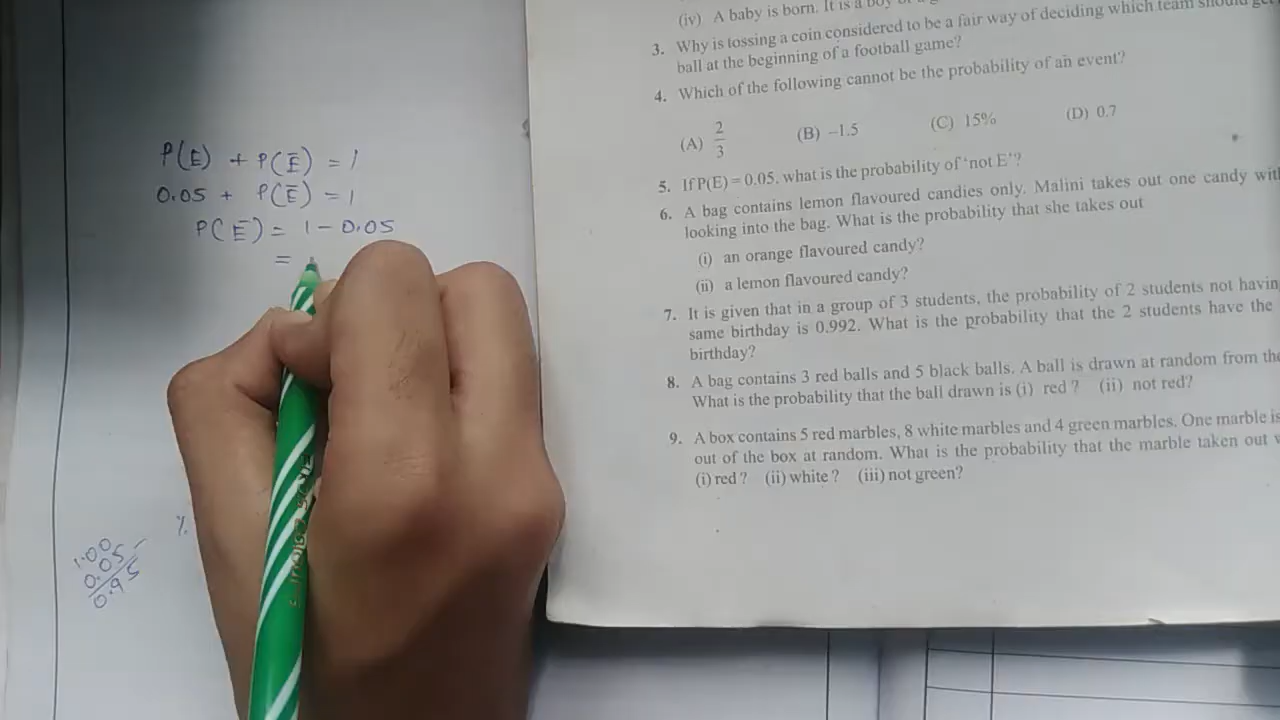 P(E) + P(Ē) = 1
0.05 + P(Ē) = 1
P(Ē) = 1 − 0.05
=
%
1.00
0.05 −
0.95
(iv) A baby is born. It is a boy
3. Why is tossing a coin considered to be a fair way of deciding which team should get
ball at the beginning of a football game?
4. Which of the following cannot be the probability of an event?
(A) 2/3 (B) −1.5 (C) 15% (D) 0.7
5. If P(E) = 0.05, what is the probability of ‘not E’?
6. A bag contains lemon flavoured candies only. Malini takes out one candy
looking into the bag. What is the probability that she takes out
(i) an orange flavoured candy?
(ii) a lemon flavoured candy?
7. It is given that in a group of 3 students, the probability of 2 students not
same birthday is 0.992. What is the probability that the 2 students have the
birthday?
8. A bag contains 3 red balls and 5 black balls. A ball is drawn at random from
What is the probability that the ball drawn is (i) red ? (ii) not red?
9. A box contains 5 red marbles, 8 white marbles and 4 green marbles. One marble is
out of the box at random. What is the probability that the marble taken out
(i) red ? (ii) white ? (iii) not green?